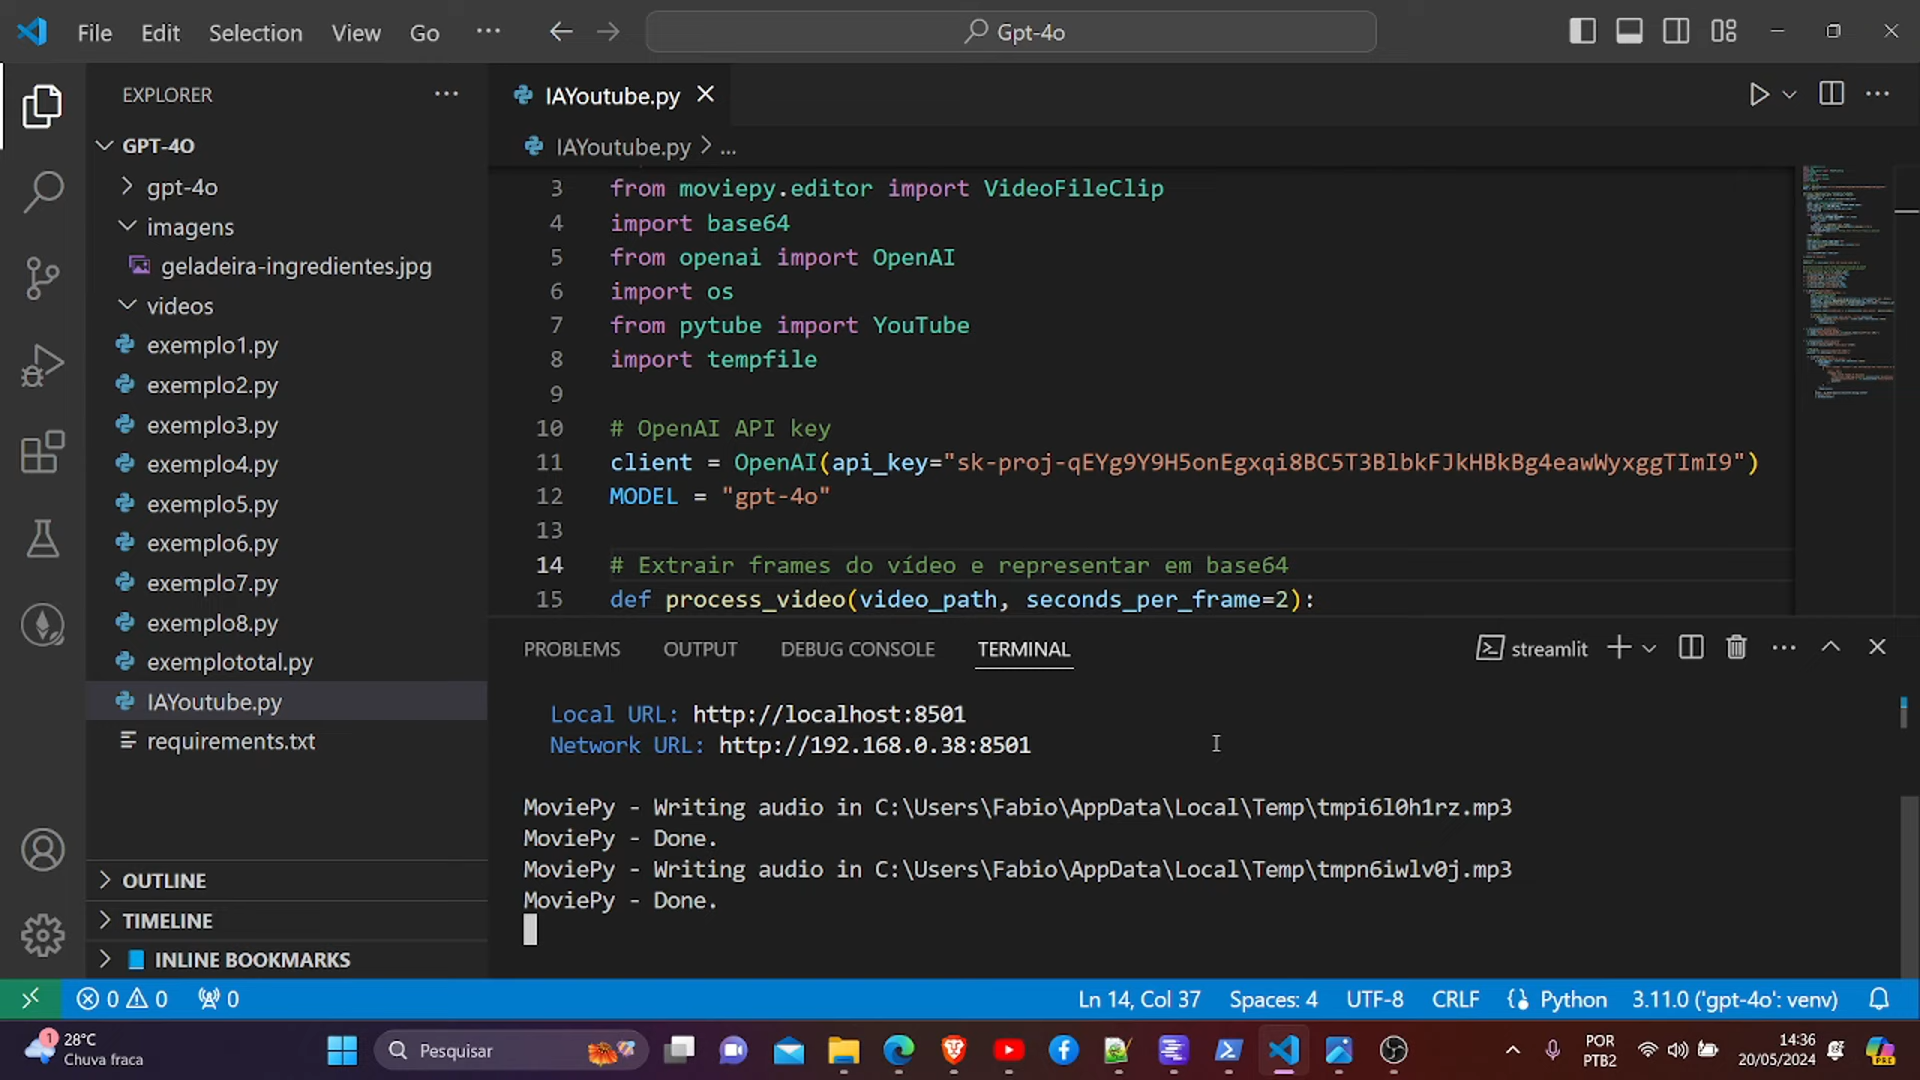 File Edit Selection View Go ... Gpt-4o
EXPLORER ...
GPT-4O
gpt-4o
imagens
geladeira-ingredientes.jpg
videos
exemplo1.py
exemplo2.py
exemplo3.py
exemplo4.py
exemplo5.py
exemplo6.py
exemplo7.py
exemplo8.py
exemplototal.py
IAYoutube.py
requirements.txt
OUTLINE
TIMELINE
INLINE BOOKMARKS
IAYoutube.py
IAYoutube.py > ...
3 from moviepy.editor import VideoFileClip
4 import base64
5 from openai import OpenAI
6 import os
7 from pytube import YouTube
8 import tempfile
9
10 # OpenAI API key
11 client = OpenAI(api_key="sk-proj-qEYg9Y9H5onEgxqi8BC5T3BlbkFJkHBkBg4eawWyxggTImI9")
12 MODEL = "gpt-4o"
13
14 # Extrair frames do vídeo e representar em base64
15 def process_video(video_path, seconds_per_frame=2):
PROBLEMS OUTPUT DEBUG CONSOLE TERMINAL streamlit
Local URL: http://localhost:8501
Network URL: http://192.168.0.38:8501
MoviePy - Writing audio in C:\Users\Fabio\AppData\Local\Temp\tmpi6l0h1rz.mp3
MoviePy - Done.
MoviePy - Writing audio in C:\Users\Fabio\AppData\Local\Temp\tmpn6iwlv0j.mp3
MoviePy - Done.
0 0 0 Ln 14, Col 37 Spaces: 4 UTF-8 CRLF Python 3.11.0 ('gpt-4o': venv)
1 28°C
Chuva fraca
Pesquisar
POR
PTB2
14:36
20/05/2024
PRE